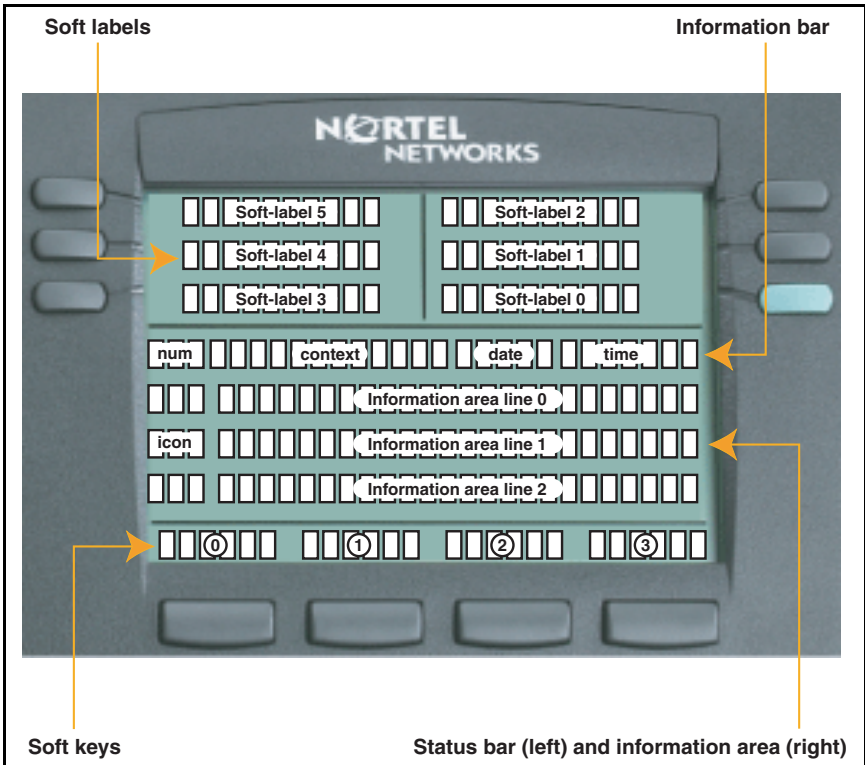 Soft labels
Information bar
NORTEL
NETWORKS
Soft-label 5
Soft-label 2
Soft-label 4
Soft-label 1
Soft-label 3
Soft-label 0
num context date time
Information area line 0
icon Information area line 1
Information area line 2
0 1 2 3
Soft keys
Status bar (left) and information area (right)